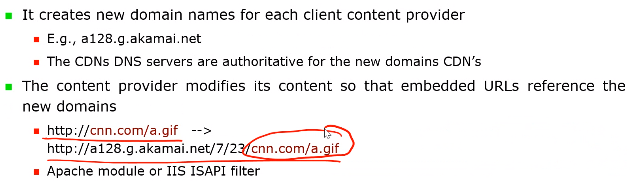 It creates new domain names for each client content provider
E.g., a128.g.akamai.net
The CDNs DNS servers are authoritative for the new domains CDN’s
The content provider modifies its content so that embedded URLs reference the
new domains
http://cnn.com/a.gif -->
http://a128.g.akamai.net/7/23/cnn.com/a.gif
Apache module or IIS ISAPI filter